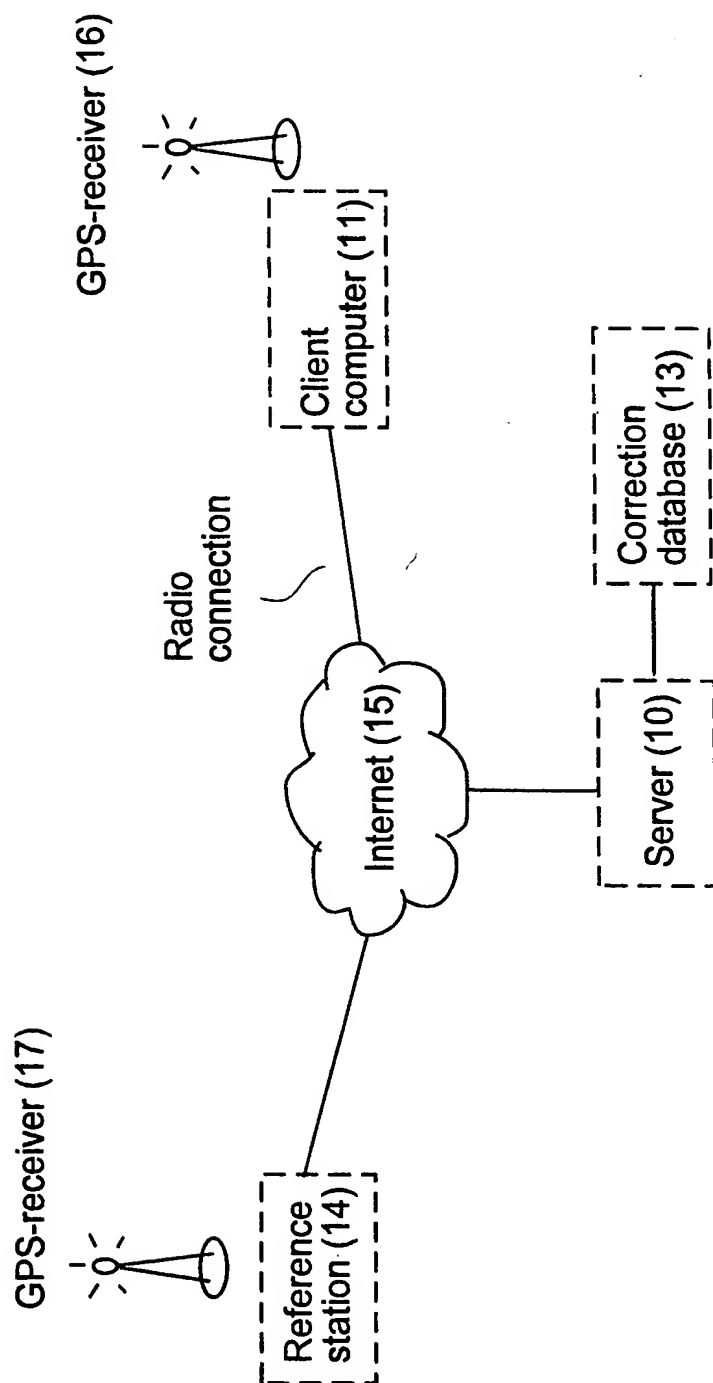 GPS-receiver (17)
GPS-receiver (16)
Reference
station (14)
Radio
connection
Client
computer (11)
Internet (15)
Server (10)
Correction
database (13)